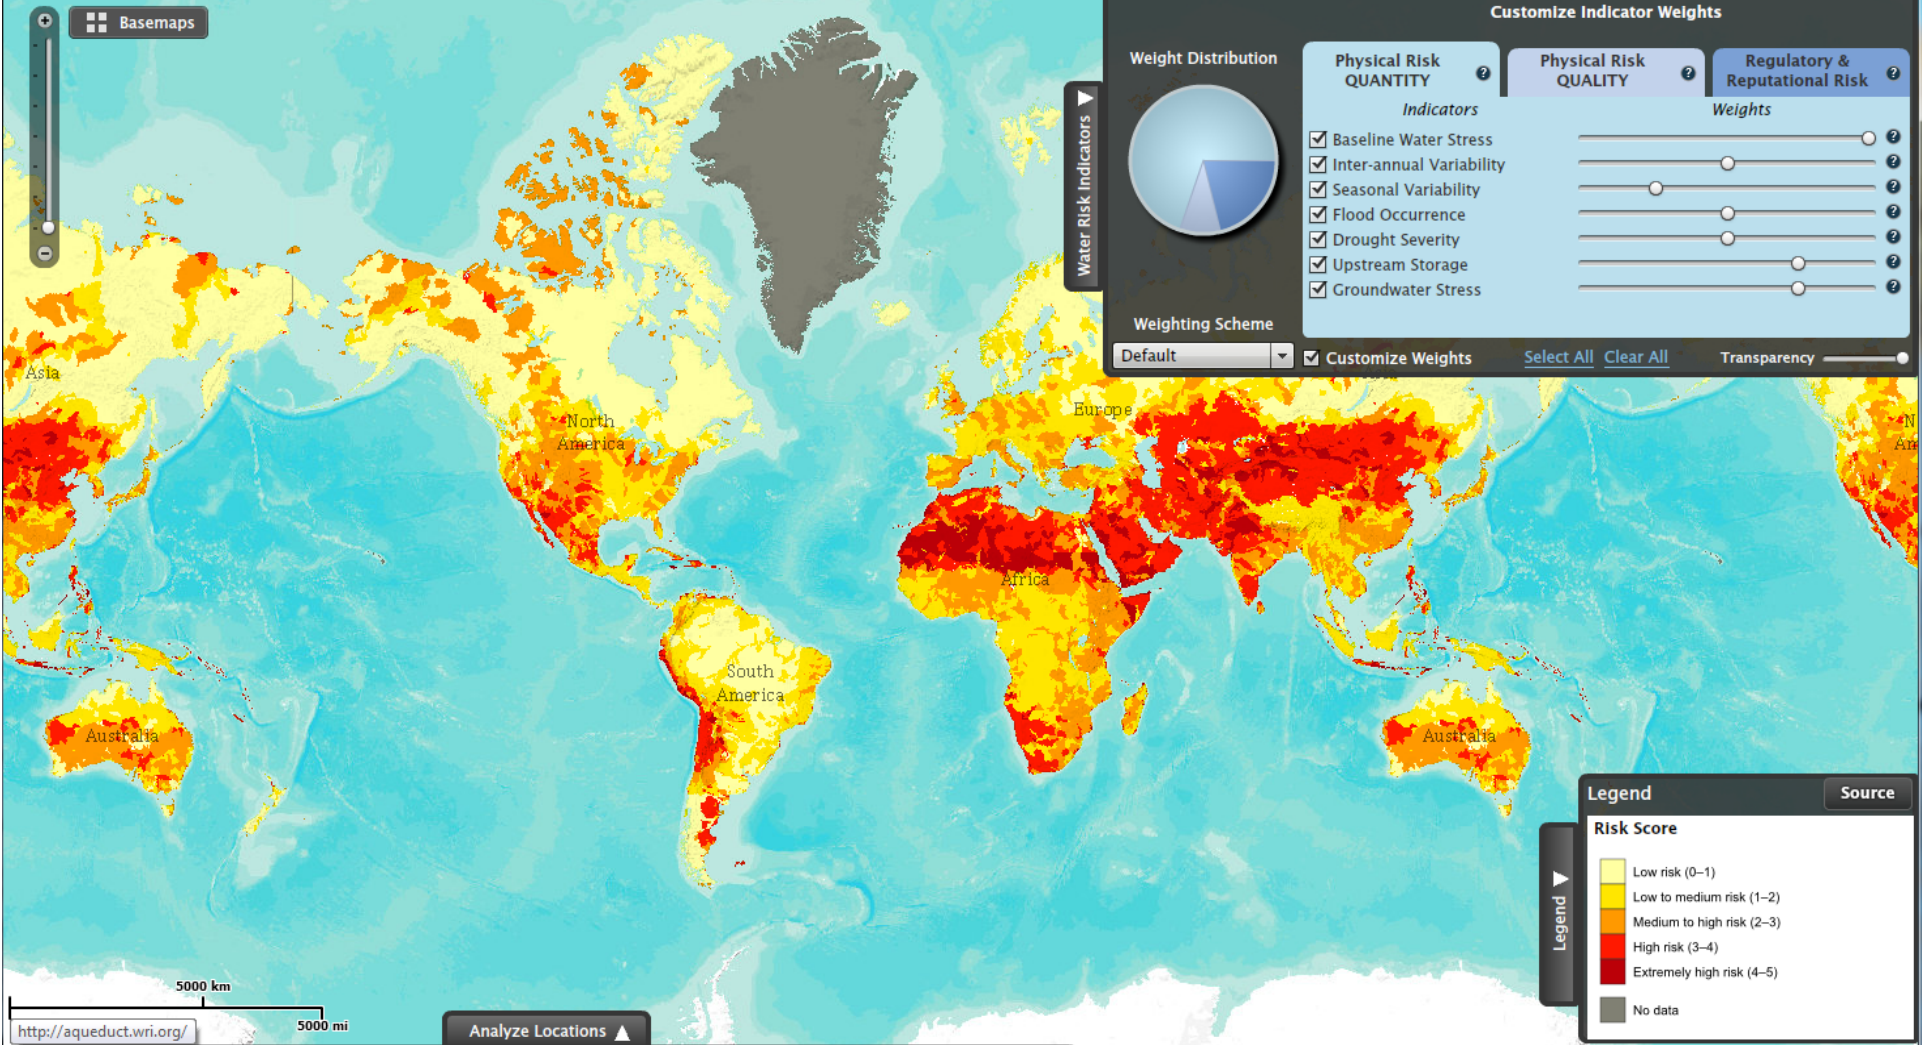 Basemaps
Customize Indicator Weights
Weight Distribution
Physical Risk
QUANTITY
?
Physical Risk
QUALITY
?
Regulatory &
Reputational Risk
?
Indicators
Weights
Baseline Water Stress
?
Inter-annual Variability
?
Seasonal Variability
?
Flood Occurrence
?
Drought Severity
?
Upstream Storage
?
Groundwater Stress
?
Weighting Scheme
Default
Customize Weights
Select All
Clear All
Transparency
Water Risk Indicators
Asia
North
America
Europe
Africa
South
America
Australia
Australia
N
Am
Legend
Source
Risk Score
Low risk (0–1)
Low to medium risk (1–2)
Medium to high risk (2–3)
High risk (3–4)
Extremely high risk (4–5)
No data
Legend
5000 km
5000 mi
http://aqueduct.wri.org/
Analyze Locations